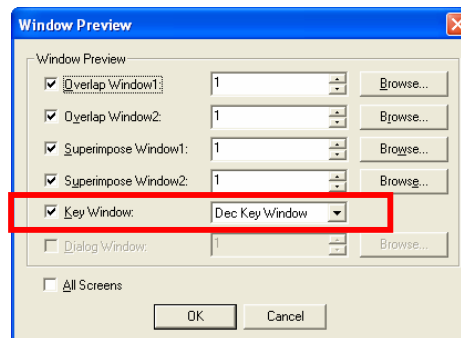 Window Preview
Window Preview
Overlap Window1: 1 Browse...
Overlap Window2: 1 Browse...
Superimpose Window1: 1 Browse...
Superimpose Window2: 1 Browse...
Key Window: Dec Key Window
Dialog Window: 1 Browse...
All Screens
OK Cancel